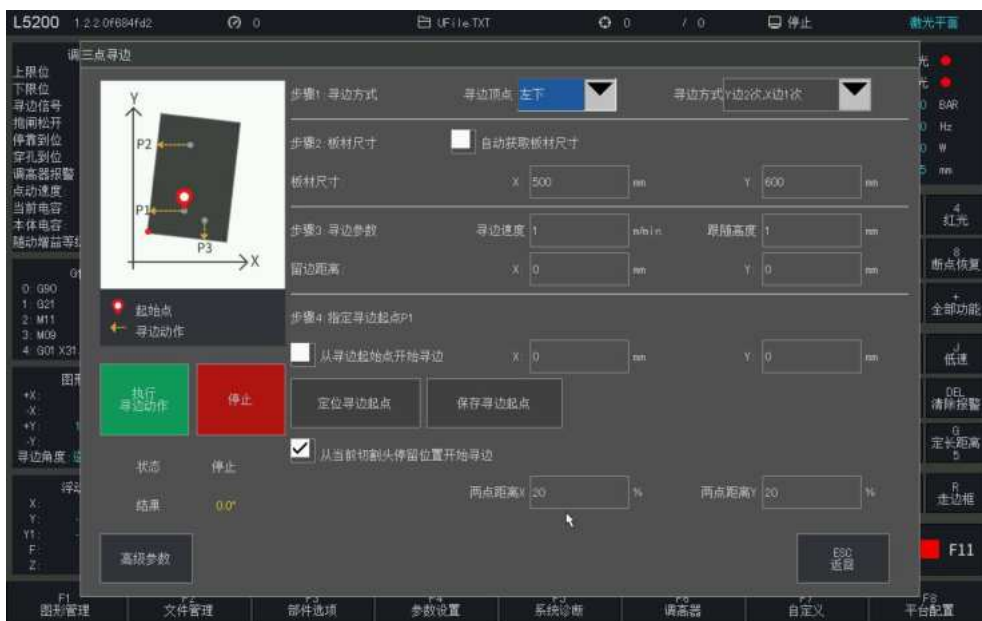 L5200 1.2.2.0f684fd2 0 UFile.TXT 0 / 0 停止 激光平面
三点寻边
上限位
下限位
寻边信号
抱闸松开
停靠到位
穿孔到位
调高器报警
点动速度
当前电容
本体电容
随动增益等级
0: G90
1: G21
2: M11
3: M09
4: G01 X31
+X:
-X:
+Y:
-Y:
寻边角度:
X:
Y:
Y1:
F:
Z:
Y
P2
P1
P3
X
起始点
寻边动作
执行
寻边动作
停止
状态 停止
结果 0.0°
高级参数
步骤1: 寻边方式 寻边顶点 左下 寻边方式 Y边2次,X边1次
步骤2: 板材尺寸 自动获取板材尺寸
板材尺寸: X 500 mm Y 600 mm
步骤3: 寻边参数 寻边速度 1 m/min 跟随高度 1 mm
留边距离: X 0 mm Y 0 mm
步骤4: 指定寻边起点P1
从寻边起始点开始寻边 X 0 mm Y 0 mm
定位寻边起点 保存寻边起点
从当前切割头停留位置开始寻边
两点距离X 20 % 两点距离Y 20 %
ESC
返回
BAR
Hz
W
mm
4
红光
8
断点恢复
+
全部功能
J
低速
DEL
清除报警
G
定长距离
5
R
走边框
F11
F1
图形管理
F2
文件管理
F3
部件选项
F4
参数设置
F5
系统诊断
F6
调高器
F7
自定义
F8
平台配置